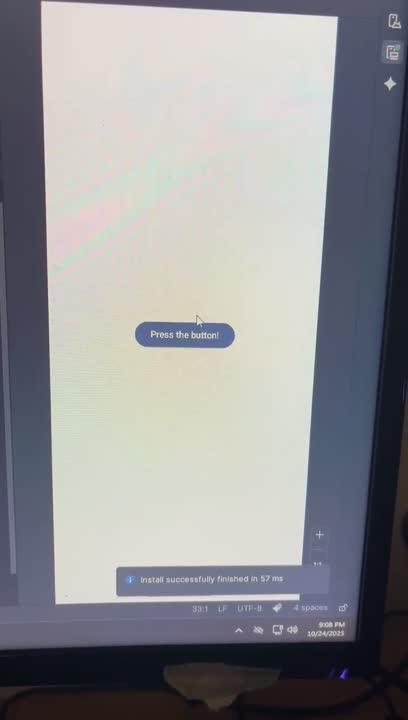 Press the button!
Install successfully finished in 57 ms
33:1 LF UTF-8 4 spaces
9:08 PM
10/24/2025